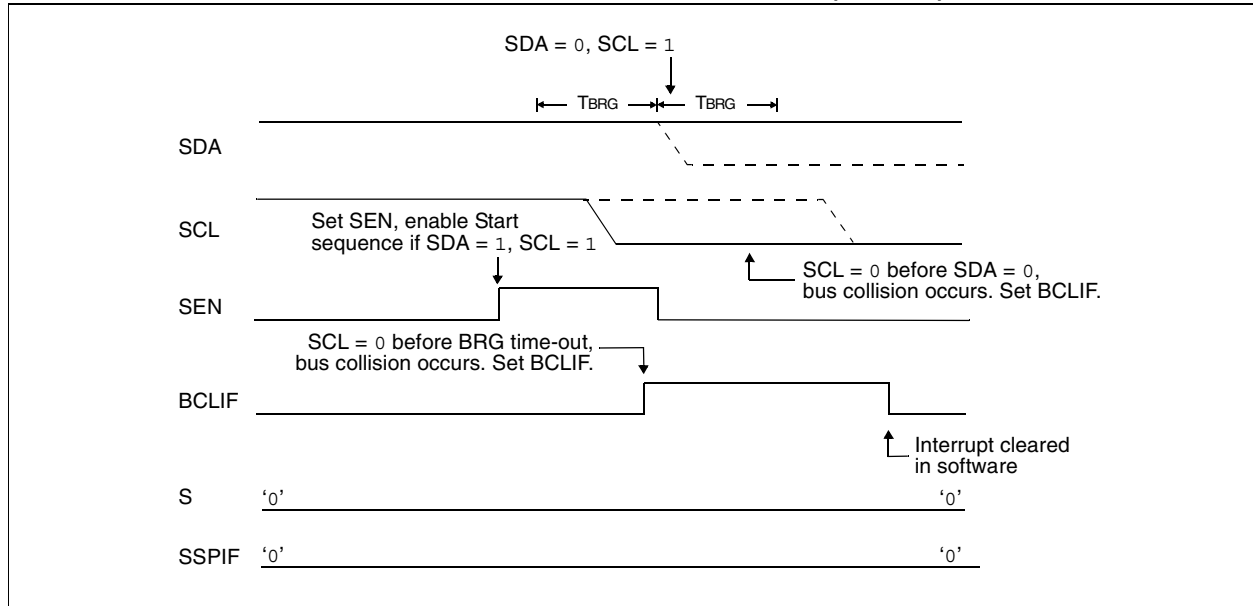 SDA = 0, SCL = 1
TBRG TBRG
SDA
SCL
Set SEN, enable Start
sequence if SDA = 1, SCL = 1
SCL = 0 before SDA = 0,
bus collision occurs. Set BCLIF.
SEN
SCL = 0 before BRG time-out,
bus collision occurs. Set BCLIF.
BCLIF
Interrupt cleared
in software
S ‘0’ ‘0’
SSPIF ‘0’ ‘0’